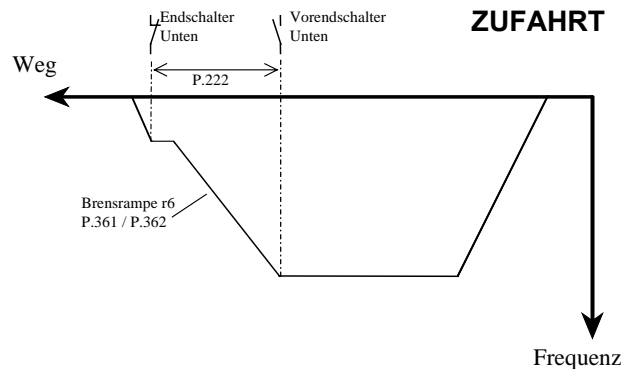 ZUFAHRT
Endschalter
Unten
Vorendschalter
Unten
Weg
P.222
Brensrampe r6
P.361 / P.362
Frequenz